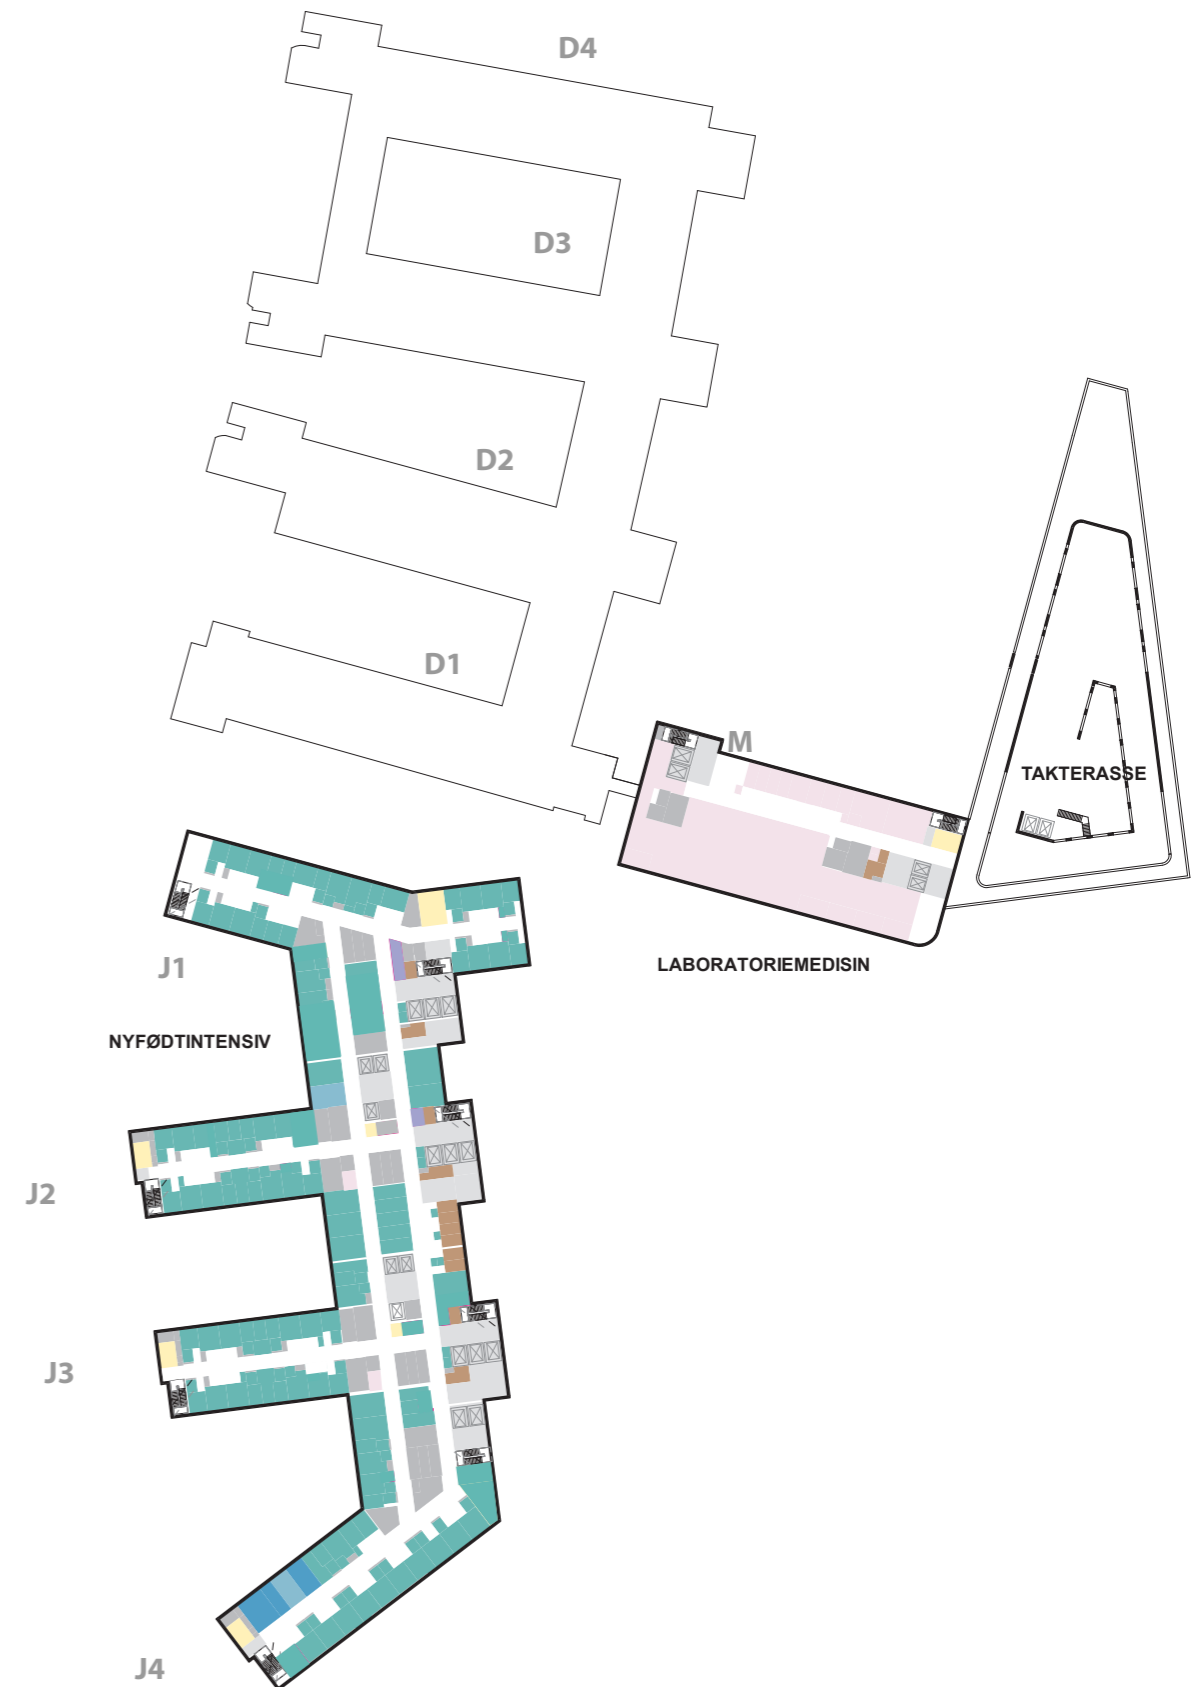 D4
D3
D2
D1
M
TAKTERASSE
LABORATORIEMEDISIN
J1
NYFØDTINTENSIV
J2
J3
J4